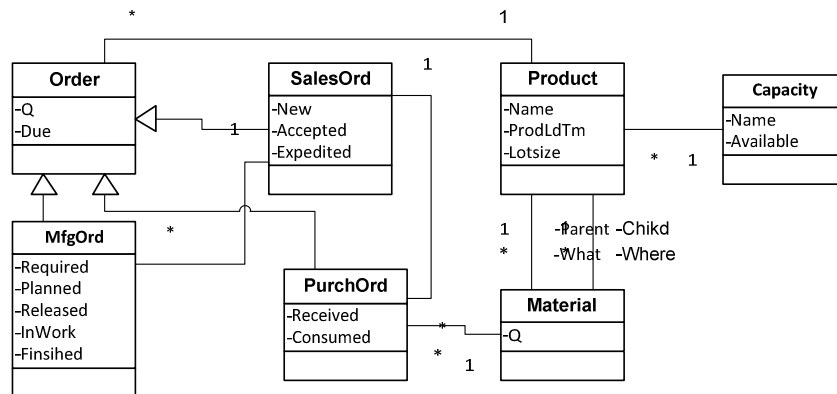 * 1
Order
-Q
-Due
SalesOrd
-New
-Accepted
-Expedited
1
1
Product
-Name
-ProdLdTm
-Lotsize
Capacity
-Name
-Available
* 1
MfgOrd
-Required
-Planned
-Released
-InWork
-Finsihed
*
PurchOrd
-Received
-Consumed
*
* 1
1 -Parent 1 -Chikd
* -What * -Where
Material
-Q